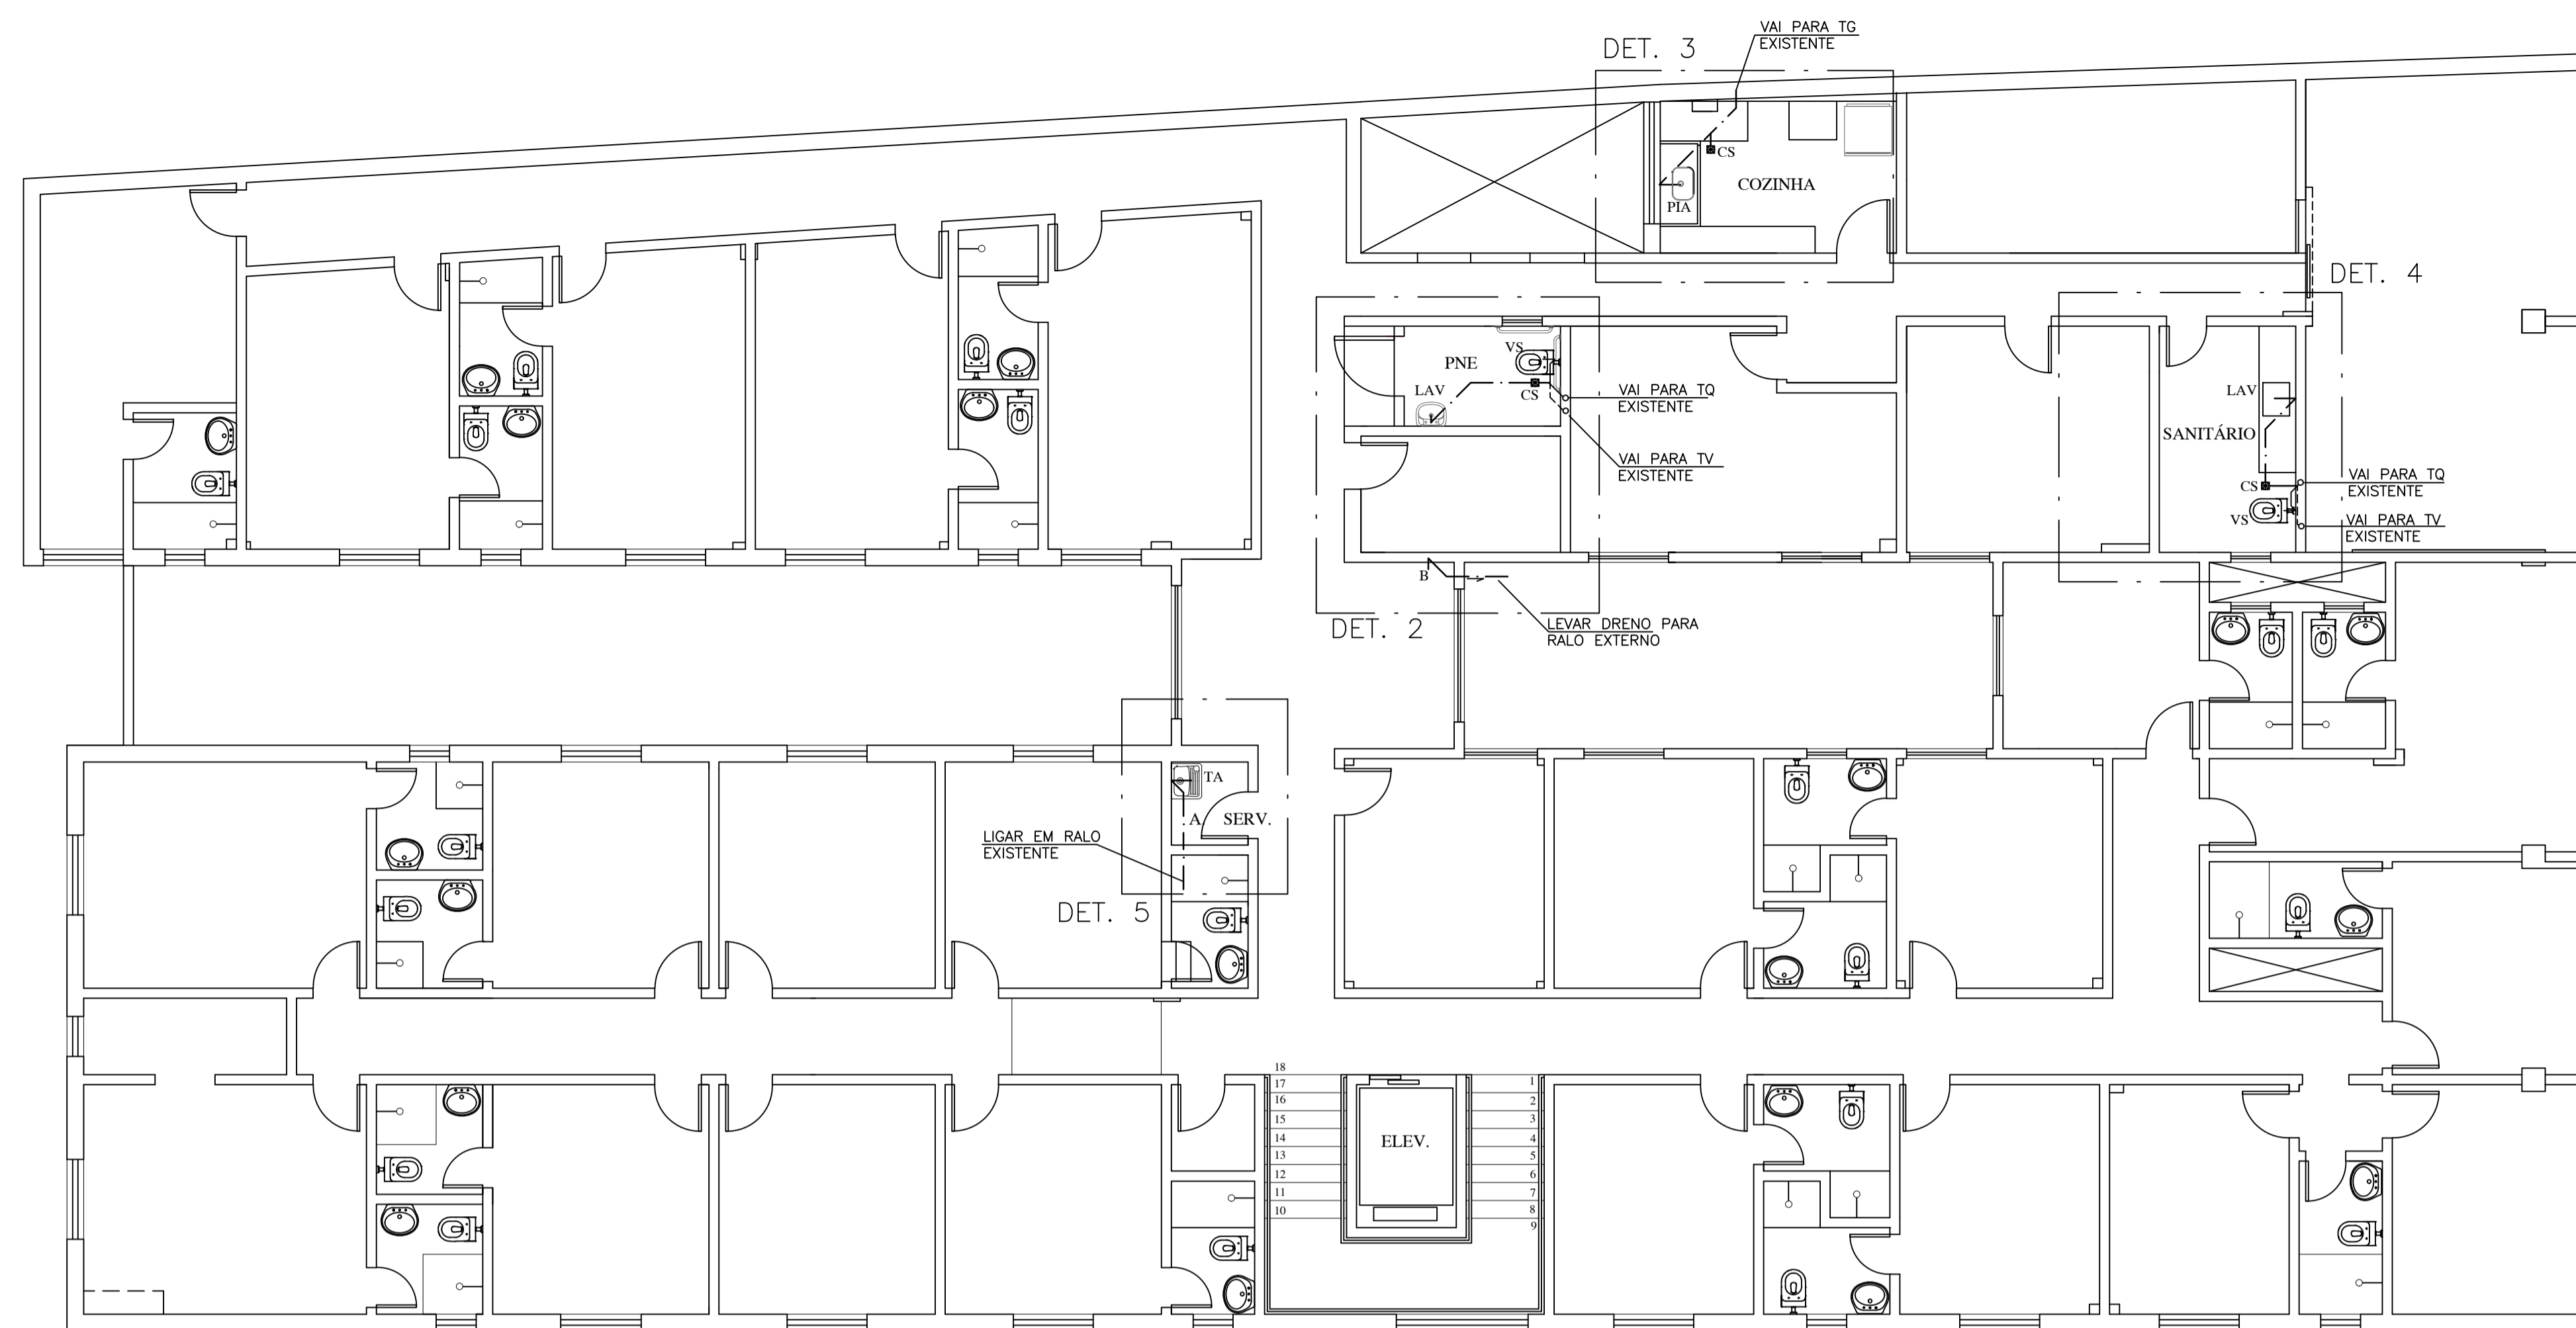 VAI PARA TG
EXISTENTE
DET. 3
CS
COZINHA
PIA
DET. 4
VS
PNE
LAV
CS
VAI PARA TQ
EXISTENTE
VAI PARA TV
EXISTENTE
LAV
SANITÁRIO
CS
VS
VAI PARA TQ
EXISTENTE
VAI PARA TV
EXISTENTE
B
LEVAR DRENO PARA
RALO EXTERNO
DET. 2
TA
A. SERV.
LIGAR EM RALO
EXISTENTE
DET. 5
18
17
16
15
14
13
12
11
10
ELEV.
1
2
3
4
5
6
7
8
9